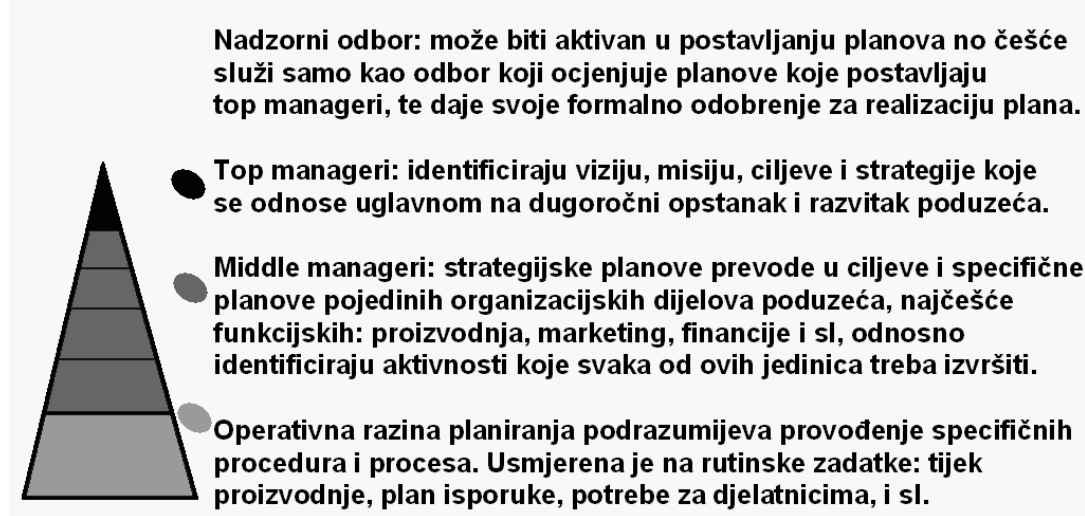 Nadzorni odbor: može biti aktivan u postavljanju planova no češće
služi samo kao odbor koji ocjenjuje planove koje postavljaju
top manageri, te daje svoje formalno odobrenje za realizaciju plana.
Top manageri: identificiraju viziju, misiju, ciljeve i strategije koje
se odnose uglavnom na dugoročni opstanak i razvitak poduzeća.
Middle manageri: strategijske planove prevode u ciljeve i specifične
planove pojedinih organizacijskih dijelova poduzeća, najčešće
funkcijskih: proizvodnja, marketing, financije i sl, odnosno
identificiraju aktivnosti koje svaka od ovih jedinica treba izvršiti.
Operativna razina planiranja podrazumijeva provođenje specifičnih
procedura i procesa. Usmjerena je na rutinske zadatke: tijek
proizvodnje, plan isporuke, potrebe za djelatnicima, i sl.